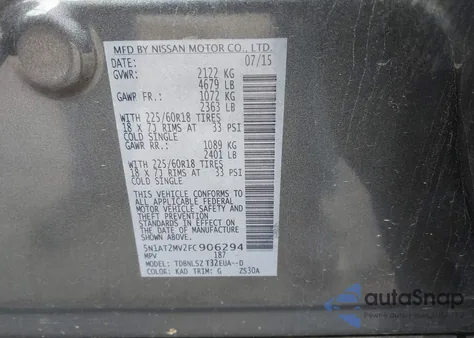 MFD BY NISSAN MOTOR CO., LTD.
DATE: 07/15
GVWR: 2122 KG
4679 LB
GAWR FR.: 1072 KG
2363 LB
WITH 225/60R18 TIRES
18 X 7J RIMS AT 33 PSI
COLD SINGLE
GAWR RR.: 1089 KG
2401 LB
WITH 225/60R18 TIRES
18 X 7J RIMS AT 33 PSI
COLD SINGLE
THIS VEHICLE CONFORMS TO
ALL APPLICABLE FEDERAL
MOTOR VEHICLE SAFETY
AND THEFT PREVENTION
STANDARDS IN EFFECT ON
THE DATE OF MANUFACTURE
SHOWN ABOVE.
5N1AT2MV2FC906294
MPV 187
MODEL: TDBNLSZ T32EUA--D
COLOR: KAD TRIM: G ZS30A
autoSnap